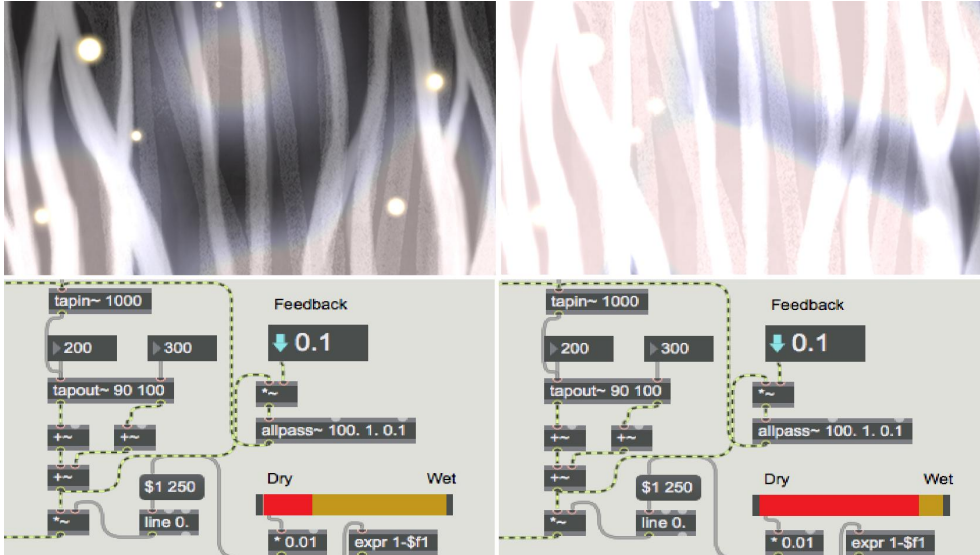 tapin~ 1000
Feedback
200
300
0.1
tapout~ 90 100
*~
+~
+~
allpass~ 100. 1. 0.1
+~
$1 250
Dry
Wet
*~
line 0.
* 0.01
expr 1-$f1
tapin~ 1000
Feedback
200
300
0.1
tapout~ 90 100
*~
+~
+~
allpass~ 100. 1. 0.1
+~
$1 250
Dry
Wet
*~
line 0.
* 0.01
expr 1-$f1